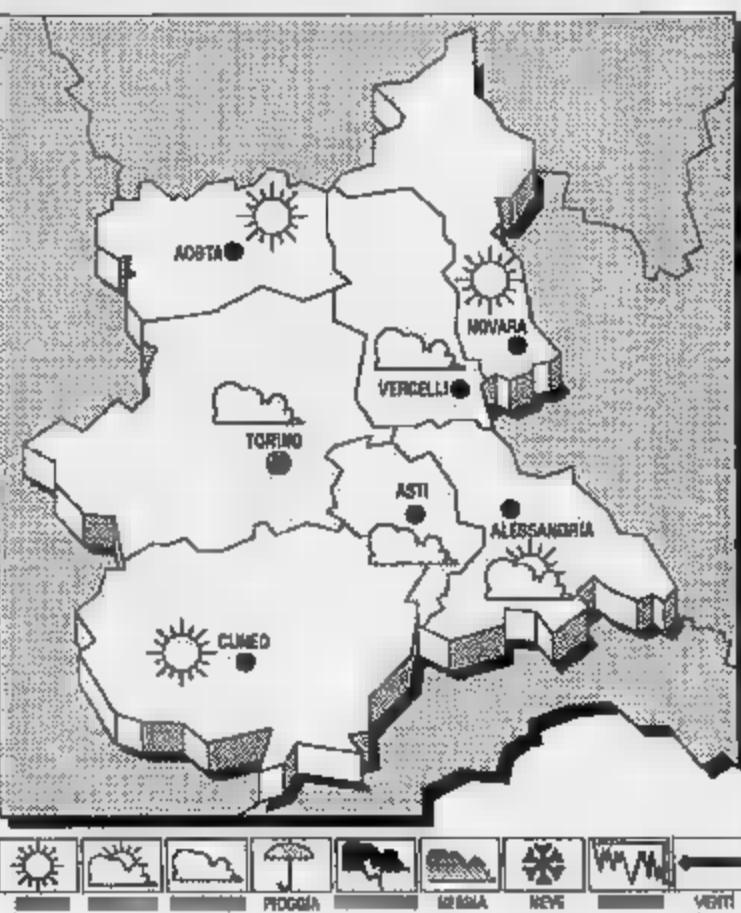 AOSTA
NOVARA
VERCELLI
TORINO
ASTI
ALESSANDRIA
CUNEO
PIOGGIA
NEBBIA
NEVE
VENTI